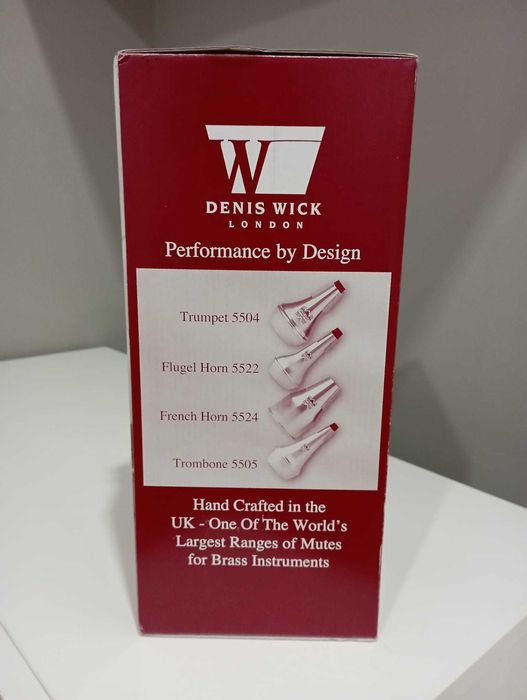 W
DENIS WICK
LONDON
Performance by Design
Trumpet 5504
Flugel Horn 5522
French Horn 5524
Trombone 5505
Hand Crafted in the
UK - One Of The World's
Largest Ranges of Mutes
for Brass Instruments